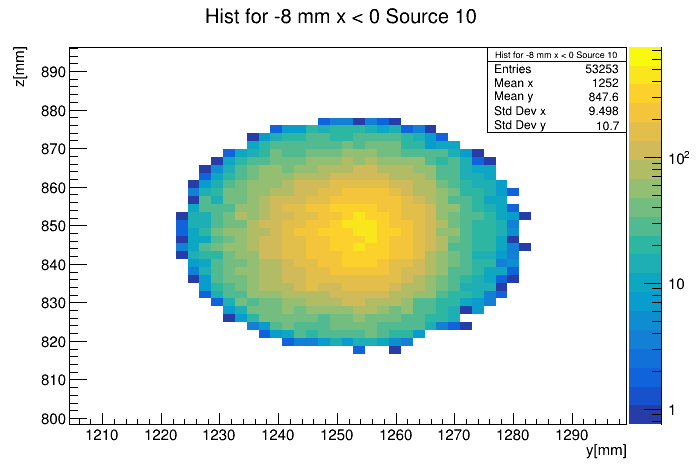 Hist for -8 mm x < 0 Source 10
z[mm]
Hist for -8 mm x < 0 Source 10
Entries 53253
Mean x 1252
Mean y 847.6
Std Dev x 9.498
Std Dev y 10.7
890
880
870
860
850
840
830
820
810
800
1210 1220 1230 1240 1250 1260 1270 1280 1290
y[mm]
10²
10
1